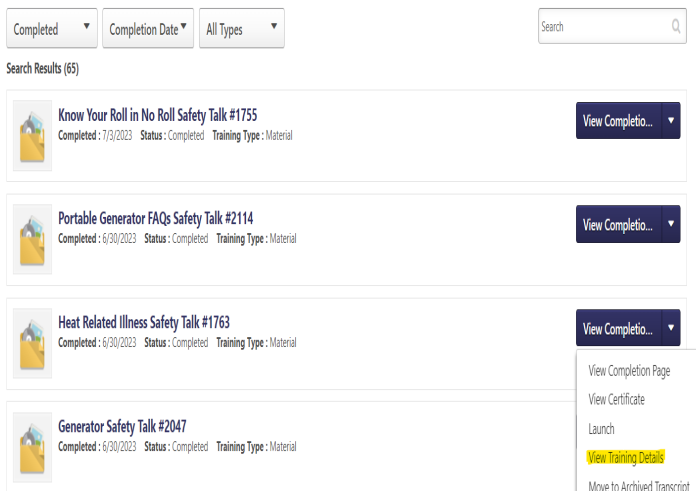 Completed
Completion Date
All Types
Search
Search Results (65)
Know Your Roll in No Roll Safety Talk #1755
Completed : 7/3/2023 Status : Completed Training Type : Material
View Completio...
Portable Generator FAQs Safety Talk #2114
Completed : 6/30/2023 Status : Completed Training Type : Material
View Completio...
Heat Related Illness Safety Talk #1763
Completed : 6/30/2023 Status : Completed Training Type : Material
View Completio...
View Completion Page
View Certificate
Launch
View Training Details
Move to Archived Transcript
Generator Safety Talk #2047
Completed : 6/30/2023 Status : Completed Training Type : Material